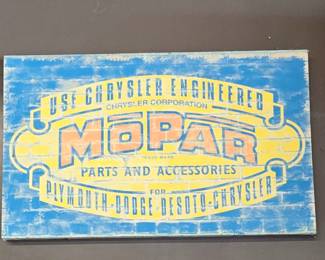 USE CHRYSLER ENGINEERED
CHRYSLER CORPORATION
MOPAR
TRADE MARK
PARTS AND ACCESSORIES
FOR
PLYMOUTH·DODGE·DESOTO·CHRYSLER